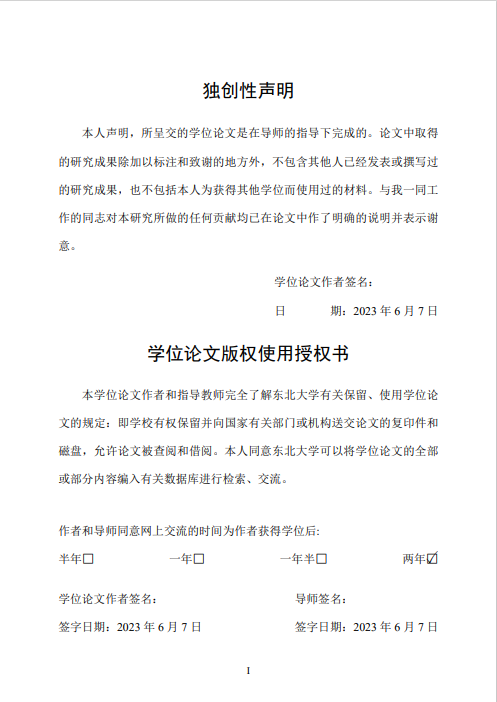 独创性声明
本人声明，所呈交的学位论文是在导师的指导下完成的。论文中取得
的研究成果除加以标注和致谢的地方外，不包含其他人已经发表或撰写过
的研究成果，也不包括本人为获得其他学位而使用过的材料。与我一同工
作的同志对本研究所做的任何贡献均己在论文中作了明确的说明并表示谢
意。
学位论文作者签名：
日 期：2023 年 6 月 7 日
学位论文版权使用授权书
本学位论文作者和指导教师完全了解东北大学有关保留、使用学位论
文的规定：即学校有权保留并向国家有关部门或机构送交论文的复印件和
磁盘，允许论文被查阅和借阅。本人同意东北大学可以将学位论文的全部
或部分内容编入有关数据库进行检索、交流。
作者和导师同意网上交流的时间为作者获得学位后:
半年□ 一年□ 一年半□ 两年☑
学位论文作者签名： 导师签名：
签字日期：2023 年 6 月 7 日 签字日期：2023 年 6 月 7 日
I